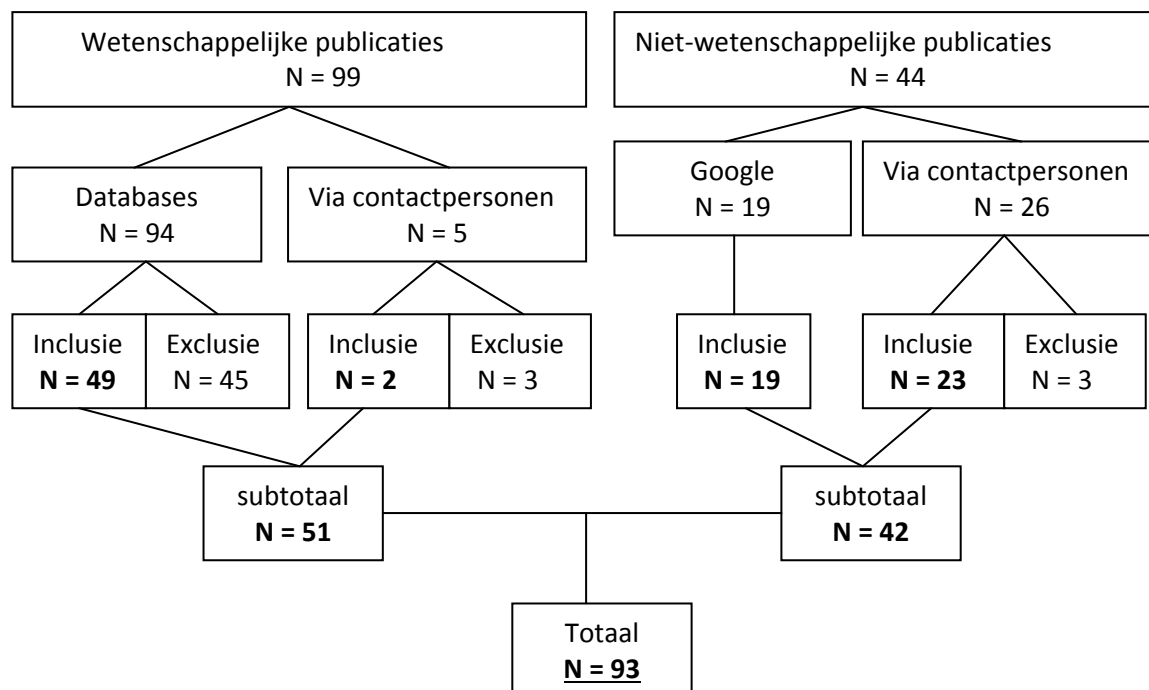 Wetenschappelijke publicaties
N = 99
Niet-wetenschappelijke publicaties
N = 44
Databases
N = 94
Via contactpersonen
N = 5
Google
N = 19
Via contactpersonen
N = 26
Inclusie
N = 49
Exclusie
N = 45
Inclusie
N = 2
Exclusie
N = 3
Inclusie
N = 19
Inclusie
N = 23
Exclusie
N = 3
subtotaal
N = 51
subtotaal
N = 42
Totaal
N = 93